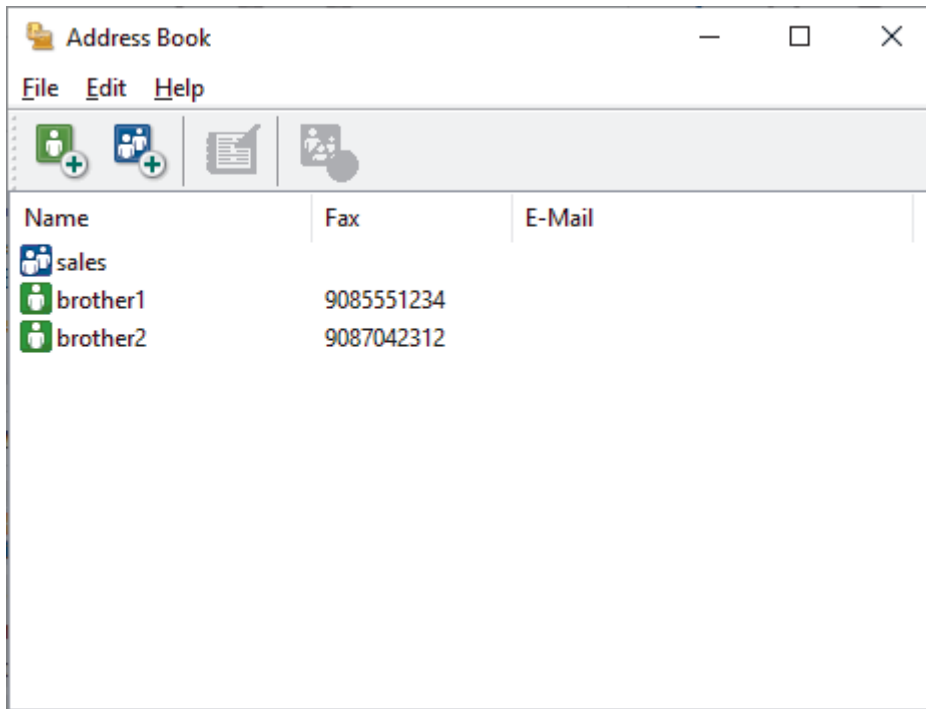 Address Book
File Edit Help
Name Fax E-Mail
sales
brother1 9085551234
brother2 9087042312